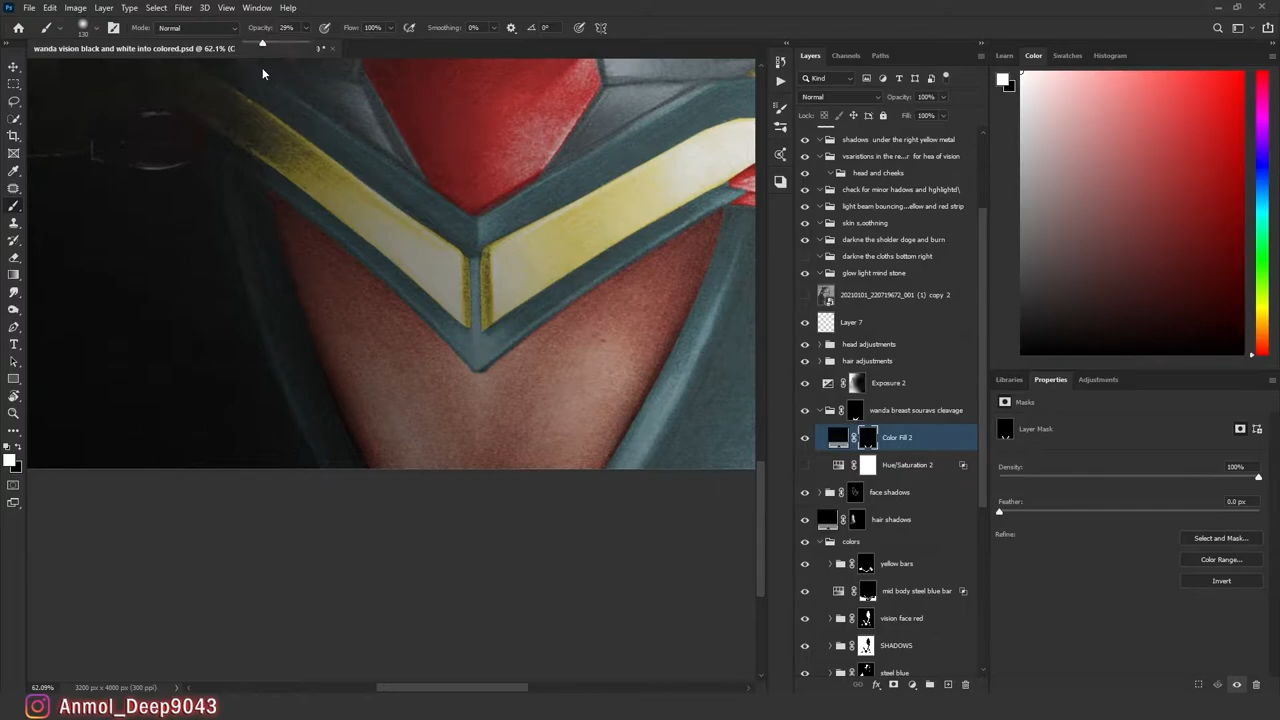 File Edit Image Layer Type Select Filter 3D View Window Help
130 Mode: Normal Opacity: 29% Flow: 100% Smoothing: 0% 0°
wanda vision black and white into colored.psd @ 62.1% (C ) *
Layers Channels Paths
Learn Color Swatches Histogram
Kind
Normal Opacity: 100%
Lock: Fill: 100%
shadows under the right yellow metal
vsaristions in the re...r for hea of vision
head and cheeks
check for minor hadows and hghlightd\
light beam bouncing...ellow and red strip
skin s,oothning
darkne the sholder doge and burn
darkne the cloths bottom right
glow light mind stone
20210101_220719672_001 (1) copy 2
Layer 7
head adjustments
hair adjustments
Exposure 2
wanda breast souravs cleavage
Color Fill 2
Hue/Saturation 2
face shadows
hair shadows
colors
yellow bars
mid body steel blue bar
vision face red
SHADOWS
steel blue
Libraries Properties Adjustments
Masks
Layer Mask
Density: 100%
Feather: 0.0 px
Refine: Select and Mask...
Color Range...
Invert
62.09% 3200 px x 4000 px (300 ppi)
Anmol_Deep9043